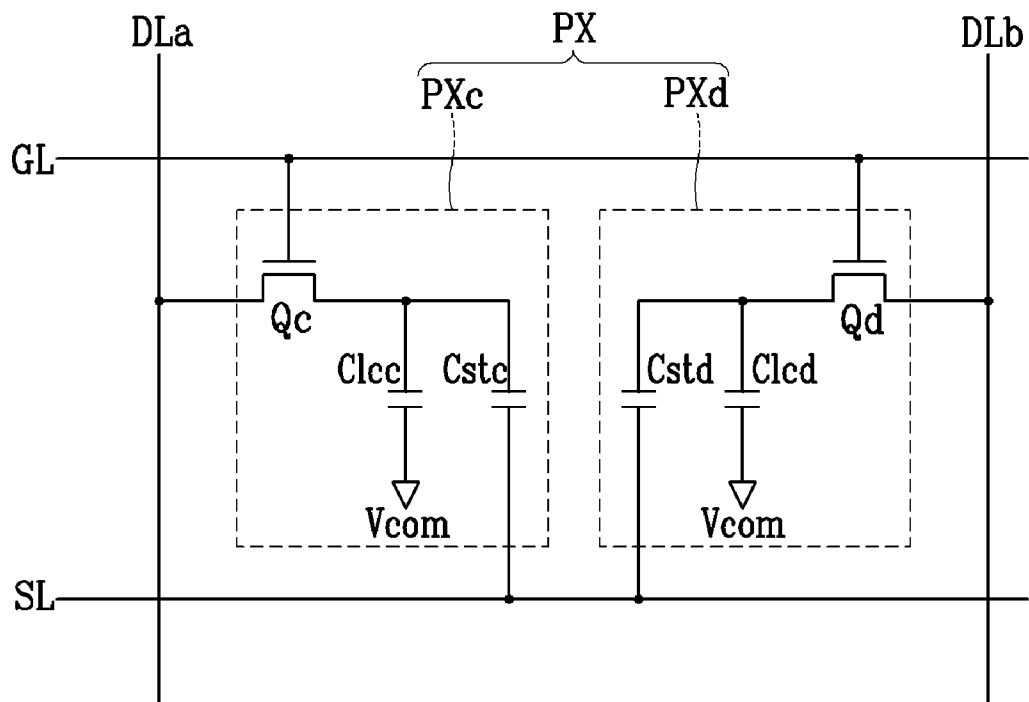 DLa
PX
DLb
PXc
PXd
GL
Qc
Qd
Clcc
Cstc
Cstd
Clcd
Vcom
Vcom
SL